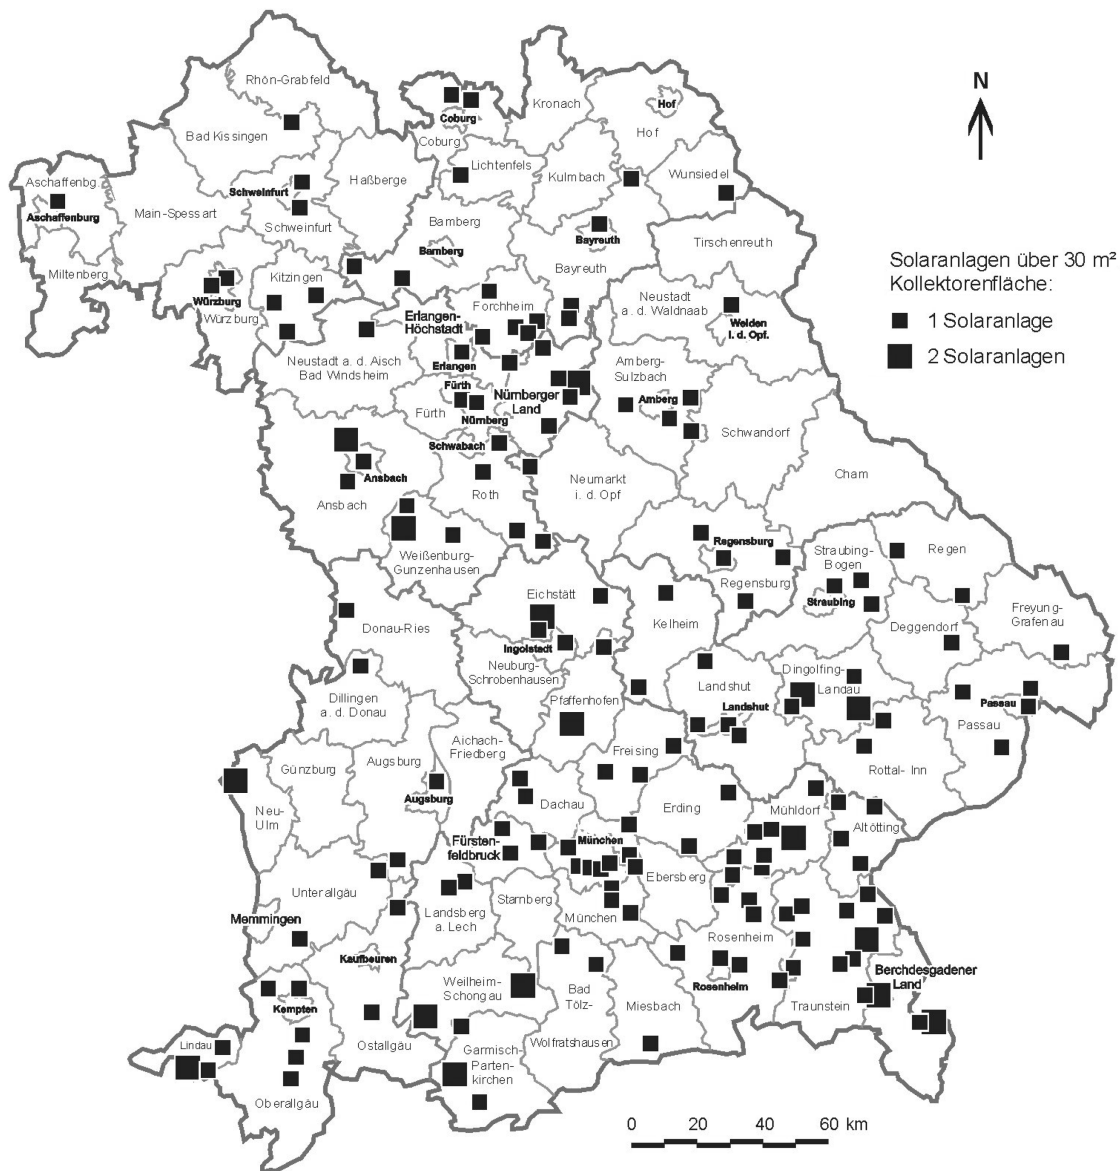 Rhön-Grabfeld
Kronach
Hof
N
Coburg
Hof
Bad Kissingen
Coburg
Lichtenfels
Kulmbach
Wunsiedel
Aschaffenbg.
Haßberge
Schweinfurt
Aschaffenburg
Main-Spessart
Bamberg
Schweinfurt
Bamberg
Bayreuth
Tirschenreuth
Miltenberg
Kitzingen
Bayreuth
Solaranlagen über 30 m²
Kollektorenfläche:
Würzburg
Würzburg
Forchheim
Neustadt
a. d. Waldnaab
1 Solaranlage
Erlangen-
Höchstadt
Weiden
i. d. Opf.
2 Solaranlagen
Neustadt a. d. Aisch
Bad Windsheim
Erlangen
Amberg-
Sulzbach
Fürth
Nürnberger
Land
Amberg
Fürth
Nürnberg
Schwandorf
Schwabach
Ansbach
Cham
Ansbach
Roth
Neumarkt
i. d. Opf
Regensburg
Straubing-
Bogen
Regen
Weißenburg-
Gunzenhausen
Regensburg
Straubing
Eichstätt
Freyung-
Grafenau
Donau-Ries
Kelheim
Deggendorf
Ingolstadt
Neuburg-
Schrobenhausen
Landshut
Dingolfing-
Landau
Dillingen
a. d. Donau
Pfaffenhofen
Landshut
Passau
Passau
Aichach-
Friedberg
Freising
Günzburg
Augsburg
Rottal- Inn
Augsburg
Dachau
Erding
Mühldorf
Neu-
Ulm
Altötting
Fürsten-
feldbruck
München
Ebersberg
Unterallgäu
Starnberg
Memmingen
Landsberg
a. Lech
München
Rosenheim
Kaufbeuren
Weilheim-
Schongau
Rosenheim
Berchdesgadener
Land
Kempten
Bad
Tölz-
Wolfratshausen
Miesbach
Traunstein
Lindau
Ostallgäu
Garmisch-
Parten-
kirchen
Oberallgäu
0 20 40 60 km